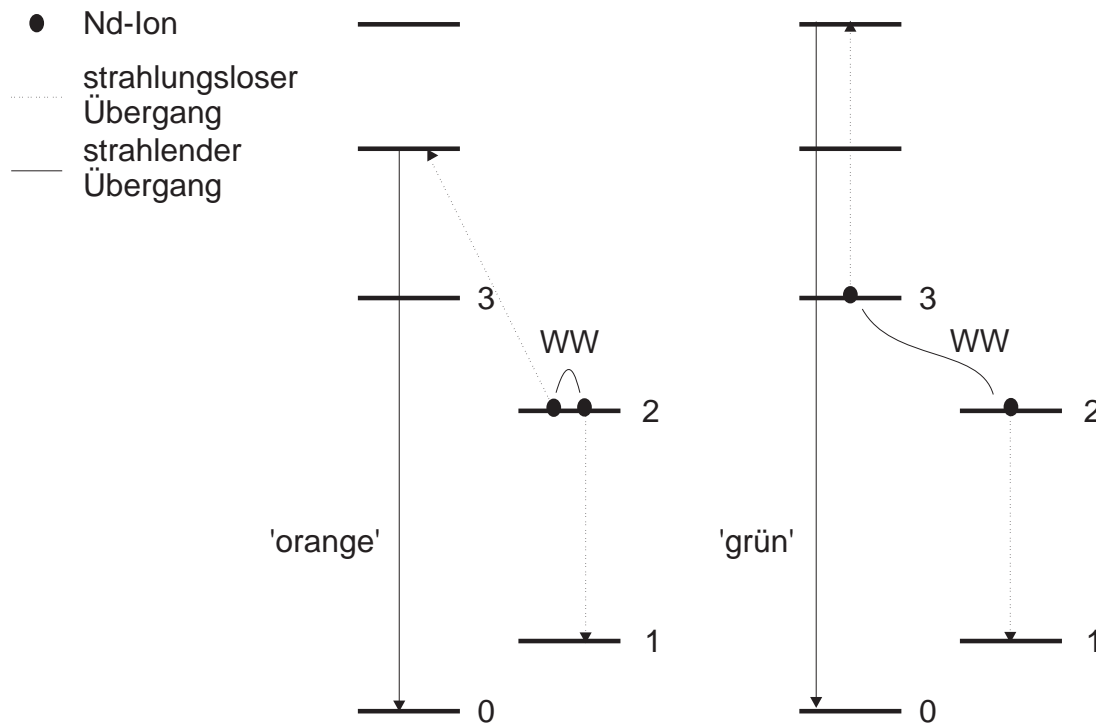 Nd-Ion
strahlungsloser
Übergang
strahlender
Übergang
3
WW
2
'orange'
1
0
3
WW
2
'grün'
1
0